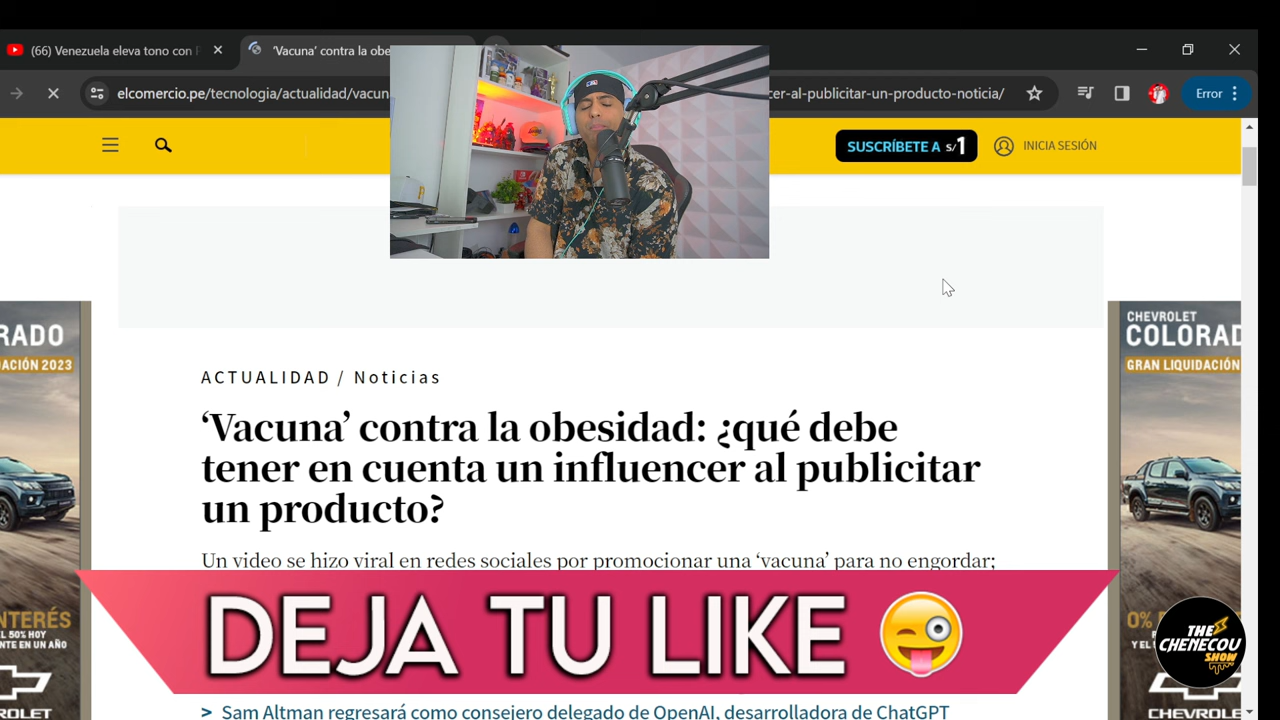 (66) Venezuela eleva tono con
'Vacuna' contra la obe
elcomercio.pe/tecnologia/actualidad/vacun
cer-al-publicitar-un-producto-noticia/
Error
SUSCRÍBETE A S/1
INICIA SESIÓN
RADO
ACIÓN 2023
CHEVROLET
COLORAD
GRAN LIQUIDACIÓN
ACTUALIDAD / Noticias
‘Vacuna’ contra la obesidad: ¿qué debe
tener en cuenta un influencer al publicitar
un producto?
Un video se hizo viral en redes sociales por promocionar una ‘vacuna’ para no engordar;
NTERÉS
L 50% HOY
NTE EN UN AÑO
ROLET
0%
Y EL
CHEVROLE
DEJA TU LIKE
THE
CHENECOU
SHOW
> Sam Altman regresará como consejero delegado de OpenAI, desarrolladora de ChatGPT